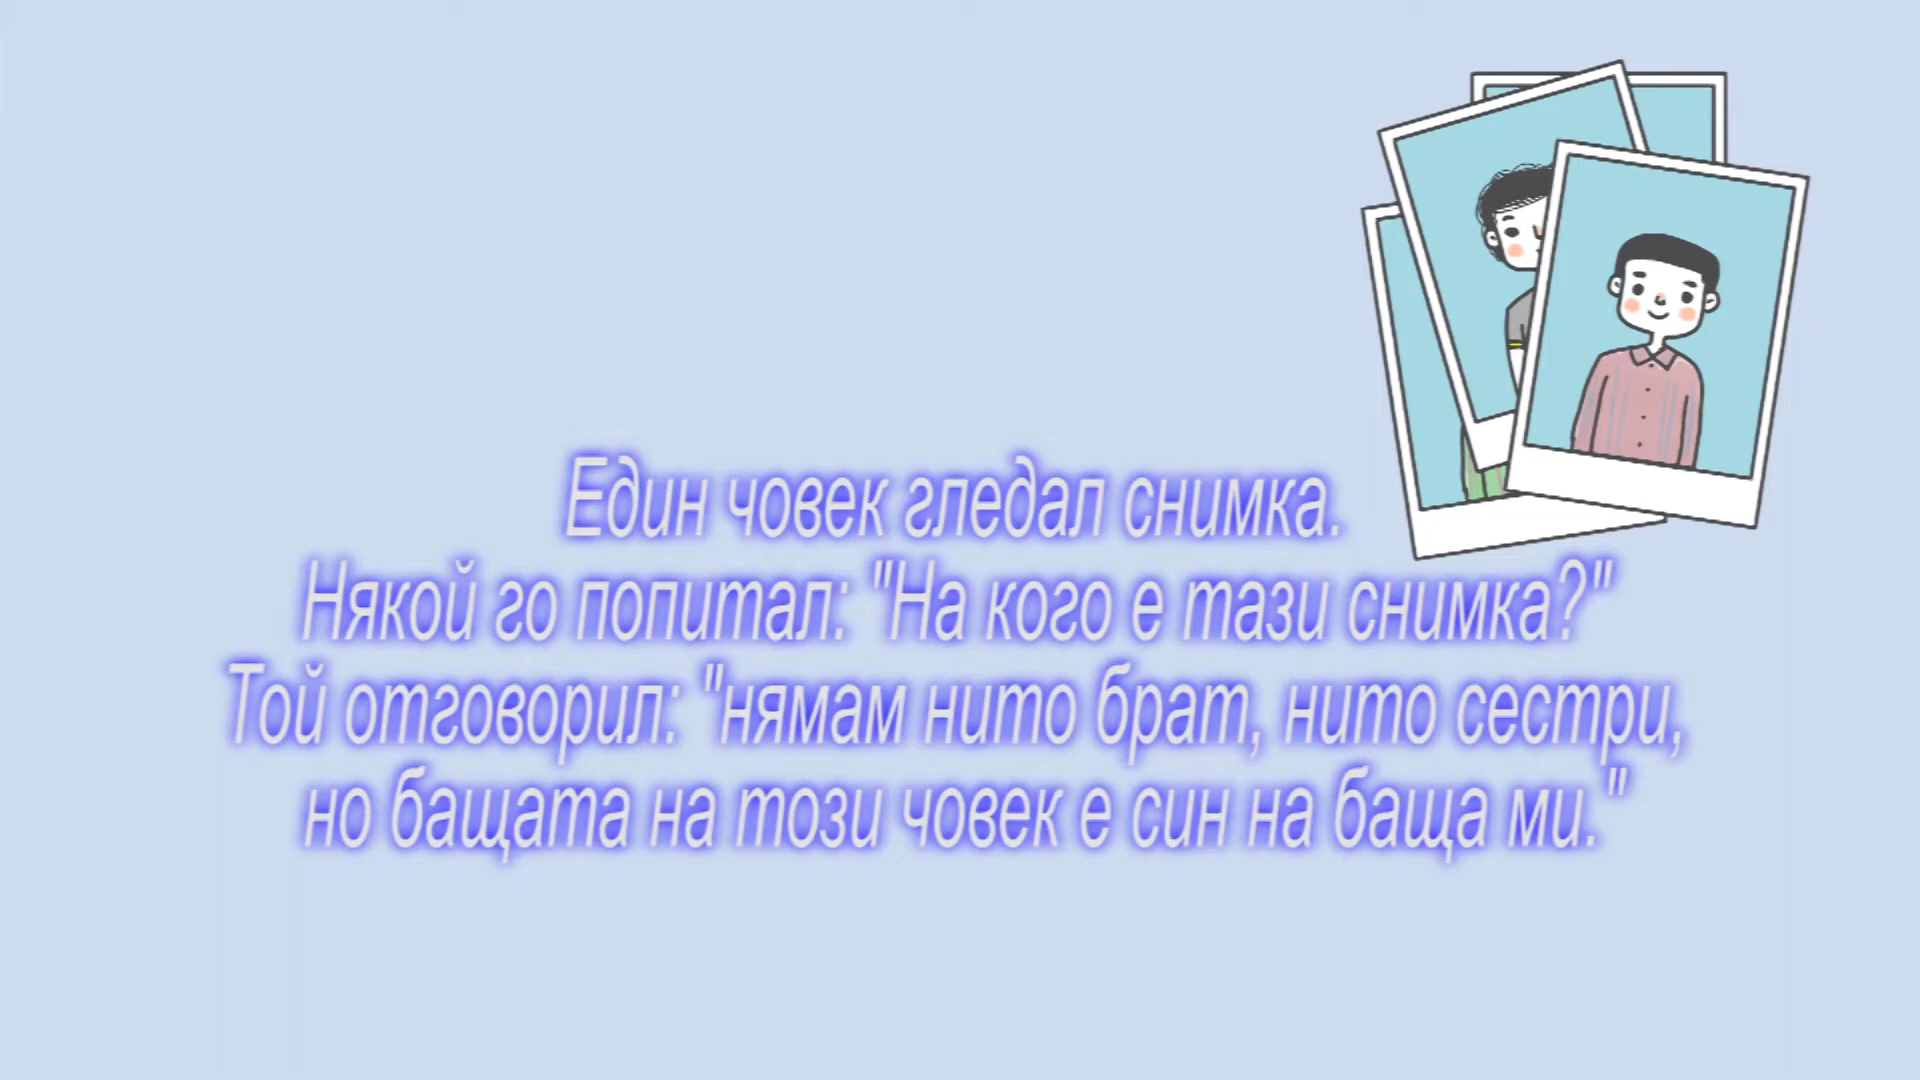 Един човек гледал снимка.
Някой го попитал: "На кого е тази снимка?"
Той отговорил: "нямам нито брат, нито сестри,
но бащата на този човек е син на баща ми."